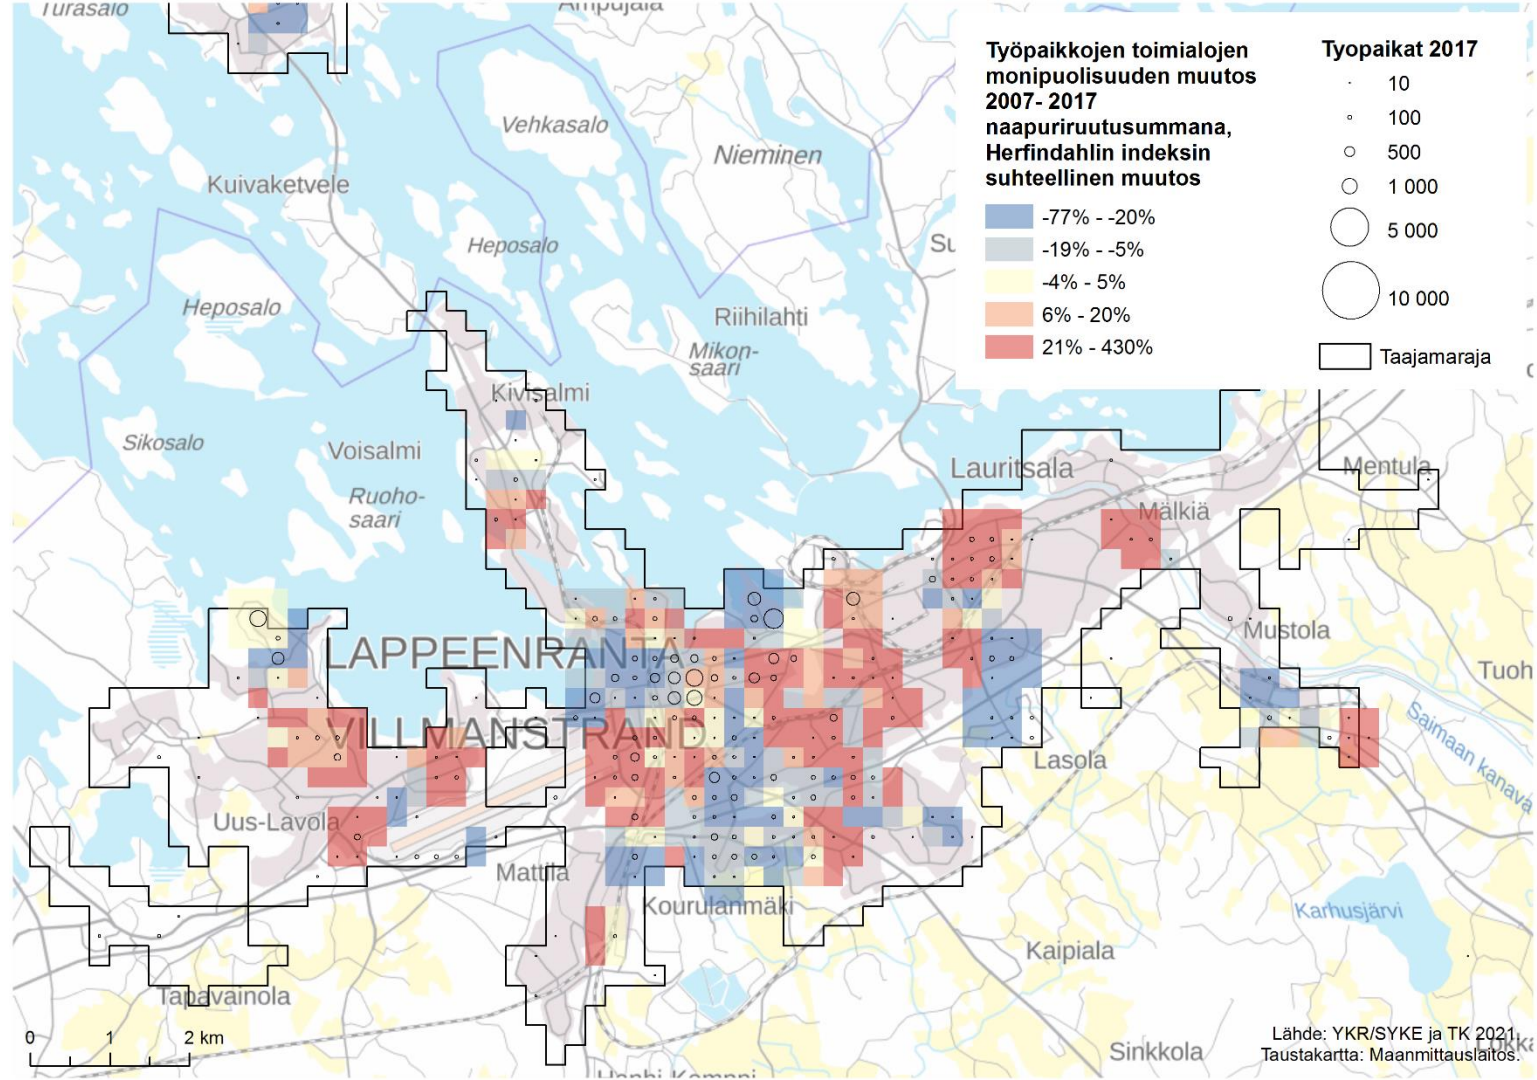 Turasalo
Ampujala
Työpaikkojen toimialojen
monipuolisuuden muutos
2007- 2017
naapuriruutusummana,
Herfindahlin indeksin
suhteellinen muutos
-77% - -20%
-19% - -5%
-4% - 5%
6% - 20%
21% - 430%
Tyopaikat 2017
10
100
500
1 000
5 000
10 000
Taajamaraja
Vehkasalo
Nieminen
Kuivaketvele
Heposalo
Su
Heposalo
Riihilahti
Mikon-
saari
Kivisalmi
Sikosalo
Voisalmi
Ruoho-
saari
Lauritsala
Mentula
Mälkiä
Mustola
LAPPEENRANTA
Tuoh
VILLMANSTRAND
Saimaan kanava
Lasola
Uus-Lavola
Mattila
Kourulanmäki
Karhusjärvi
Kaipiala
Tapavainola
0 1 2 km
Sinkkola
Lähde: YKR/SYKE ja TK 2021.
Taustakartta: Maanmittauslaitos.